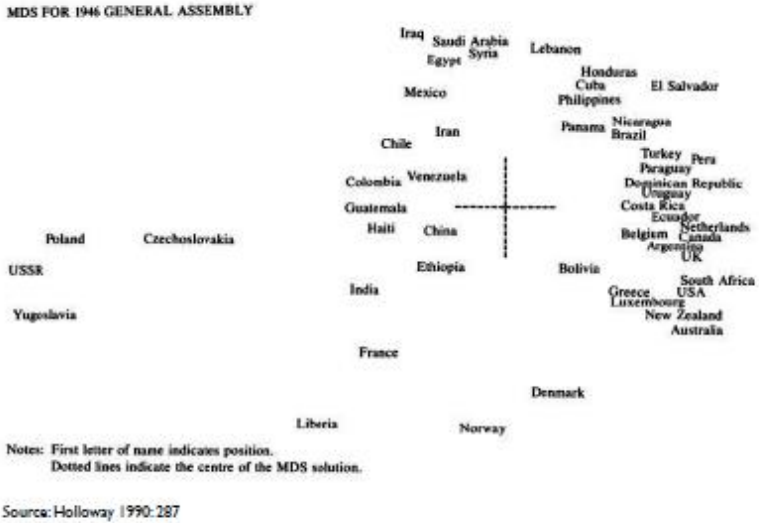 MDS FOR 1946 GENERAL ASSEMBLY
Iraq Saudi Arabia Lebanon
Egypt Syria
Honduras
Mexico Cuba El Salvador
Philippines
Iran Panama Nicaragua
Chile Brazil
Turkey Peru
Colombia Venezuela Paraguay
Dominican Republic
Uruguay
Guatemala Costa Rica
Ecuador
Haiti China Netherlands
Poland Czechoslovakia Belgium Canada
Argentina
UK
USSR Ethiopia Bolivia
South Africa
India Greece USA
Luxembourg
Yugoslavia New Zealand
Australia
France
Denmark
Liberia Norway
Notes: First letter of name indicates position.
Dotted lines indicate the centre of the MDS solution.
Source: Holloway 1990: 287